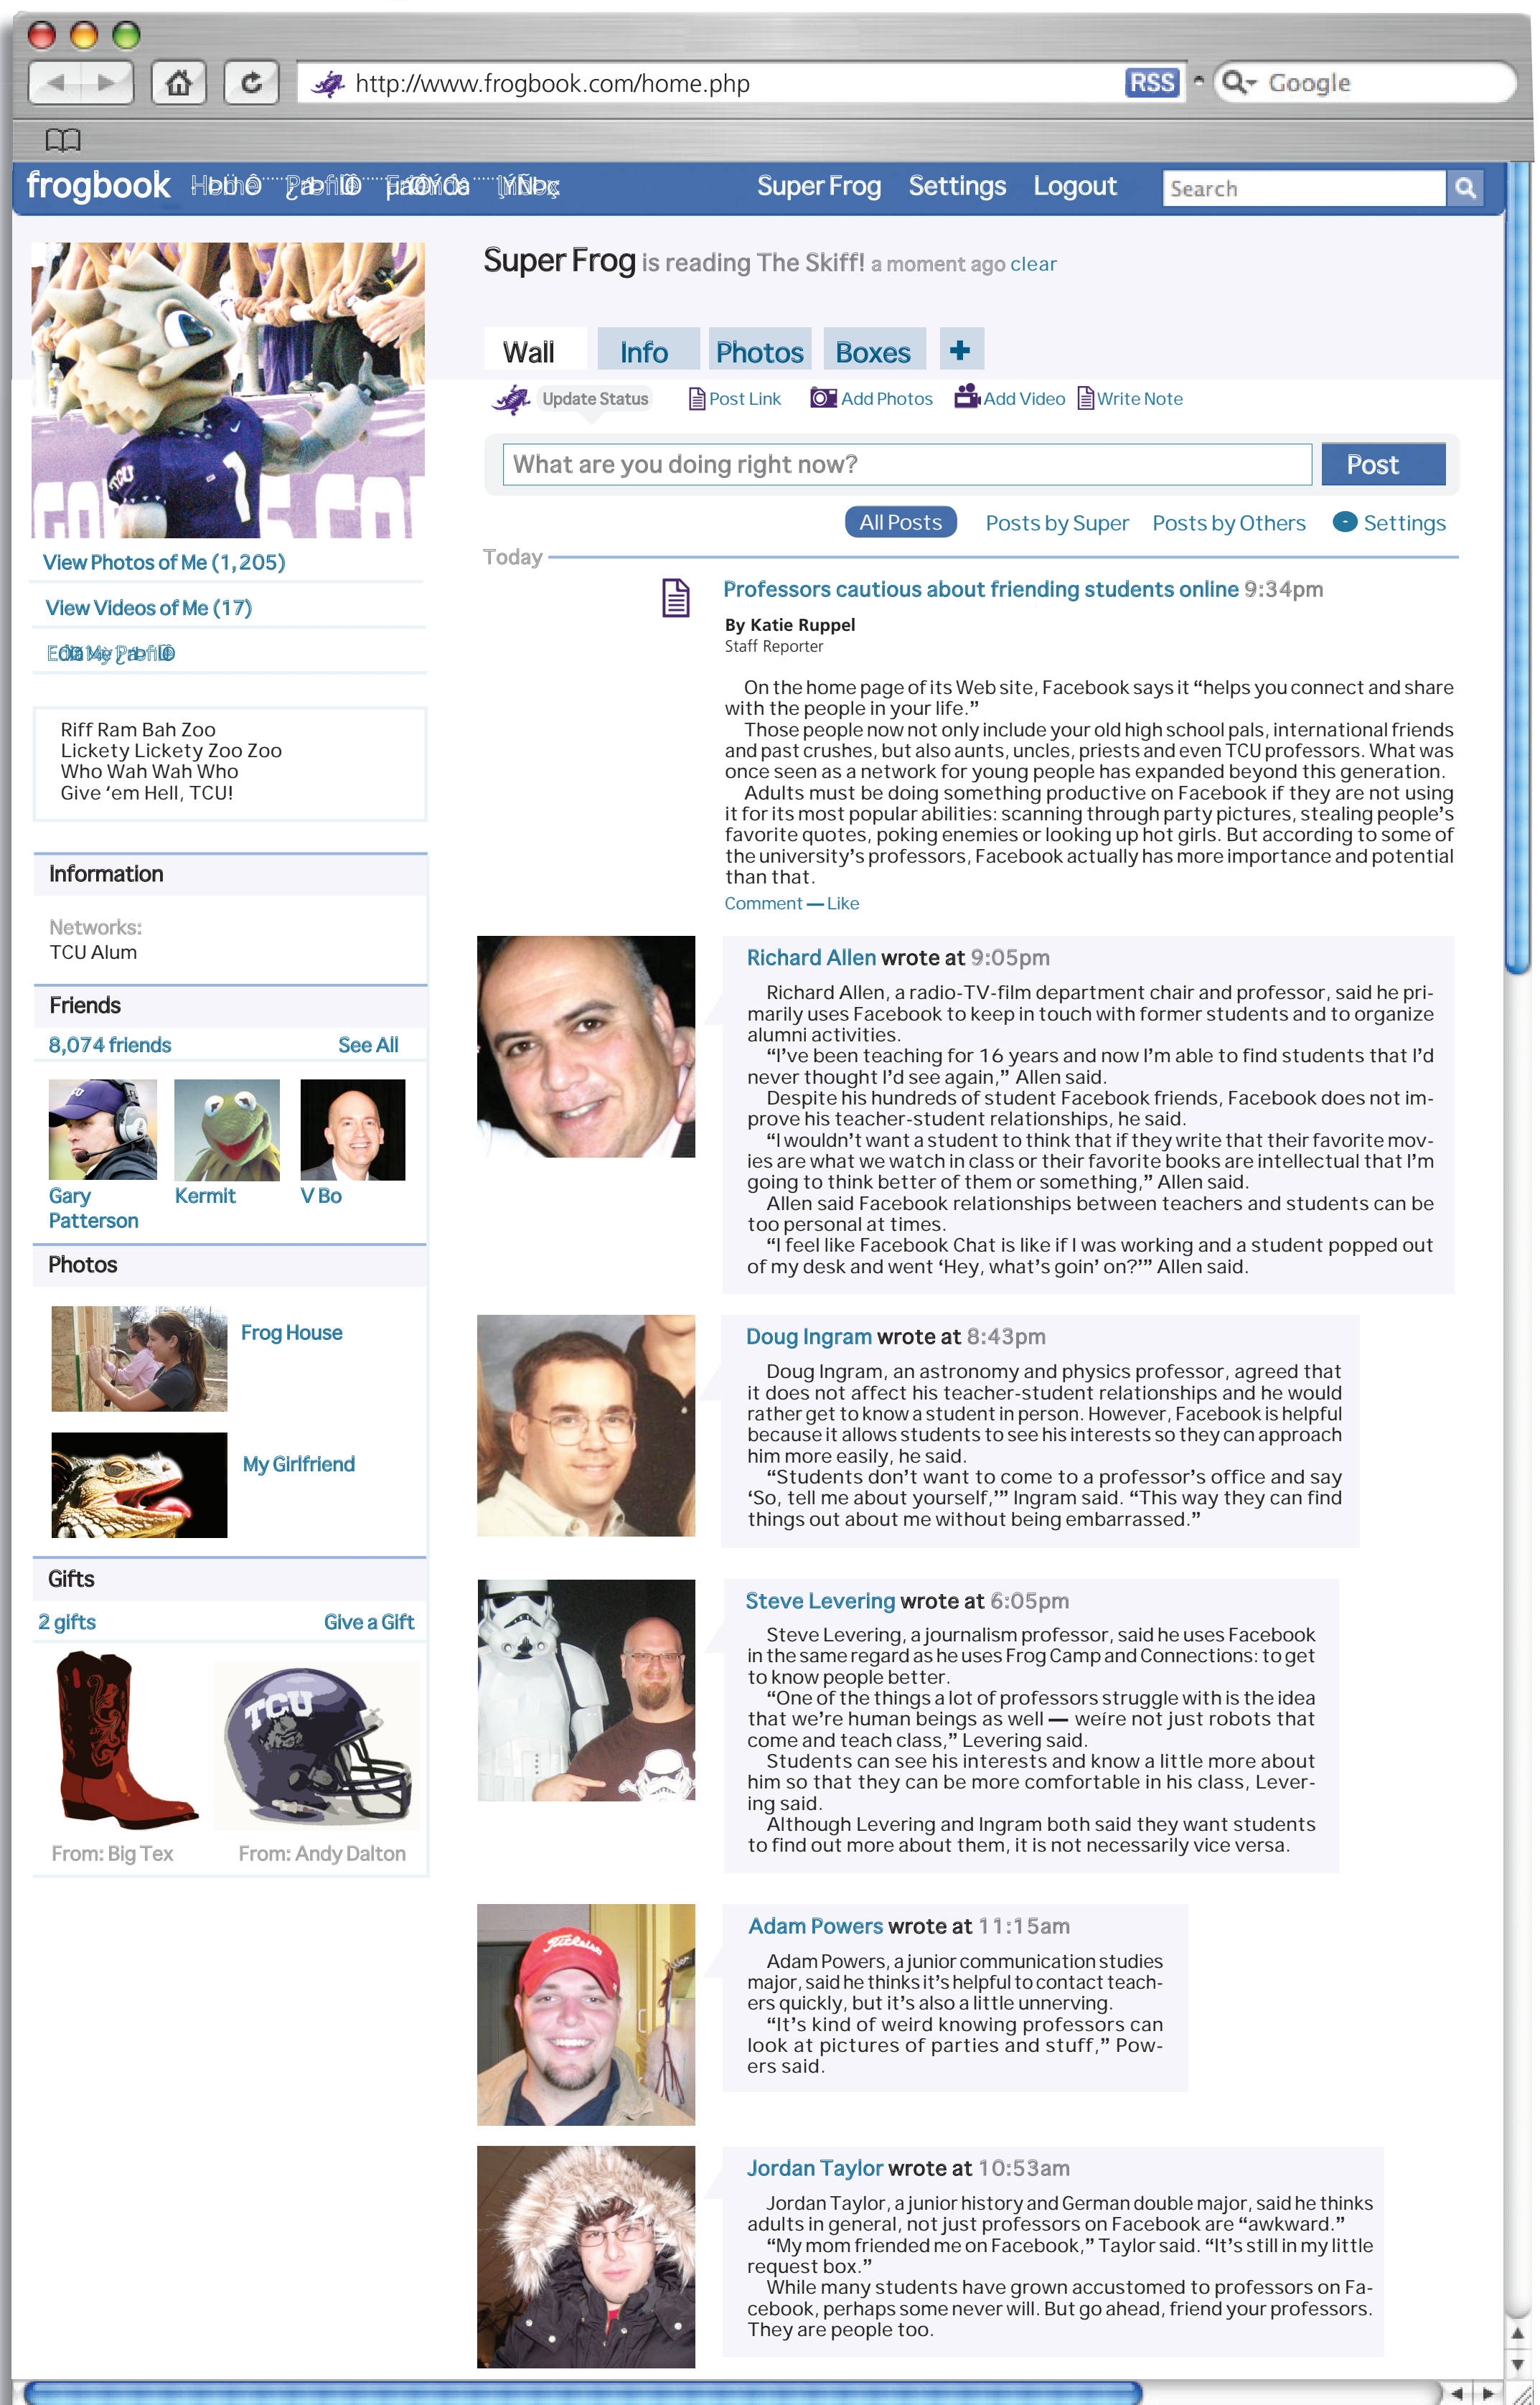 http://www.frogbook.com/home.php
RSS
Google
frogbook
Super Frog Settings Logout
Search
Super Frog is reading The Skiff! a moment ago clear
Wall Info Photos Boxes +
Update Status Post Link Add Photos Add Video Write Note
What are you doing right now?
Post
All Posts Posts by Super Posts by Others - Settings
TCU
1
View Photos of Me (1,205)
View Videos of Me (17)
Riff Ram Bah Zoo
Lickety Lickety Zoo Zoo
Who Wah Wah Who
Give ‘em Hell, TCU!
Information
Networks:
TCU Alum
Friends
8,074 friends See All
Gary
Patterson
Kermit
V Bo
Photos
Frog House
My Girlfriend
Gifts
2 gifts Give a Gift
TCU
From: Big Tex From: Andy Dalton
Today
Professors cautious about friending students online 9:34pm
By Katie Ruppel
Staff Reporter
On the home page of its Web site, Facebook says it “helps you connect and share
with the people in your life.”
Those people now not only include your old high school pals, international friends
and past crushes, but also aunts, uncles, priests and even TCU professors. What was
once seen as a network for young people has expanded beyond this generation.
Adults must be doing something productive on Facebook if they are not using
it for its most popular abilities: scanning through party pictures, stealing people’s
favorite quotes, poking enemies or looking up hot girls. But according to some of
the university’s professors, Facebook actually has more importance and potential
than that.
Comment — Like
Richard Allen wrote at 9:05pm
Richard Allen, a radio-TV-film department chair and professor, said he pri-
marily uses Facebook to keep in touch with former students and to organize
alumni activities.
“I’ve been teaching for 16 years and now I’m able to find students that I’d
never thought I’d see again,” Allen said.
Despite his hundreds of student Facebook friends, Facebook does not im-
prove his teacher-student relationships, he said.
“I wouldn’t want a student to think that if they write that their favorite mov-
ies are what we watch in class or their favorite books are intellectual that I’m
going to think better of them or something,” Allen said.
Allen said Facebook relationships between teachers and students can be
too personal at times.
“I feel like Facebook Chat is like if I was working and a student popped out
of my desk and went ‘Hey, what’s goin’ on?’” Allen said.
Doug Ingram wrote at 8:43pm
Doug Ingram, an astronomy and physics professor, agreed that
it does not affect his teacher-student relationships and he would
rather get to know a student in person. However, Facebook is helpful
because it allows students to see his interests so they can approach
him more easily, he said.
“Students don’t want to come to a professor’s office and say
‘So, tell me about yourself,’” Ingram said. “This way they can find
things out about me without being embarrassed.”
Steve Levering wrote at 6:05pm
Steve Levering, a journalism professor, said he uses Facebook
in the same regard as he uses Frog Camp and Connections: to get
to know people better.
“One of the things a lot of professors struggle with is the idea
that we’re human beings as well — weíre not just robots that
come and teach class,” Levering said.
Students can see his interests and know a little more about
him so that they can be more comfortable in his class, Lever-
ing said.
Although Levering and Ingram both said they want students
to find out more about them, it is not necessarily vice versa.
Titleist
Adam Powers wrote at 11:15am
Adam Powers, a junior communication studies
major, said he thinks it’s helpful to contact teach-
ers quickly, but it’s also a little unnerving.
“It’s kind of weird knowing professors can
look at pictures of parties and stuff,” Pow-
ers said.
Jordan Taylor wrote at 10:53am
Jordan Taylor, a junior history and German double major, said he thinks
adults in general, not just professors on Facebook are “awkward.”
“My mom friended me on Facebook,” Taylor said. “It’s still in my little
request box.”
While many students have grown accustomed to professors on Fa-
cebook, perhaps some never will. But go ahead, friend your professors.
They are people too.